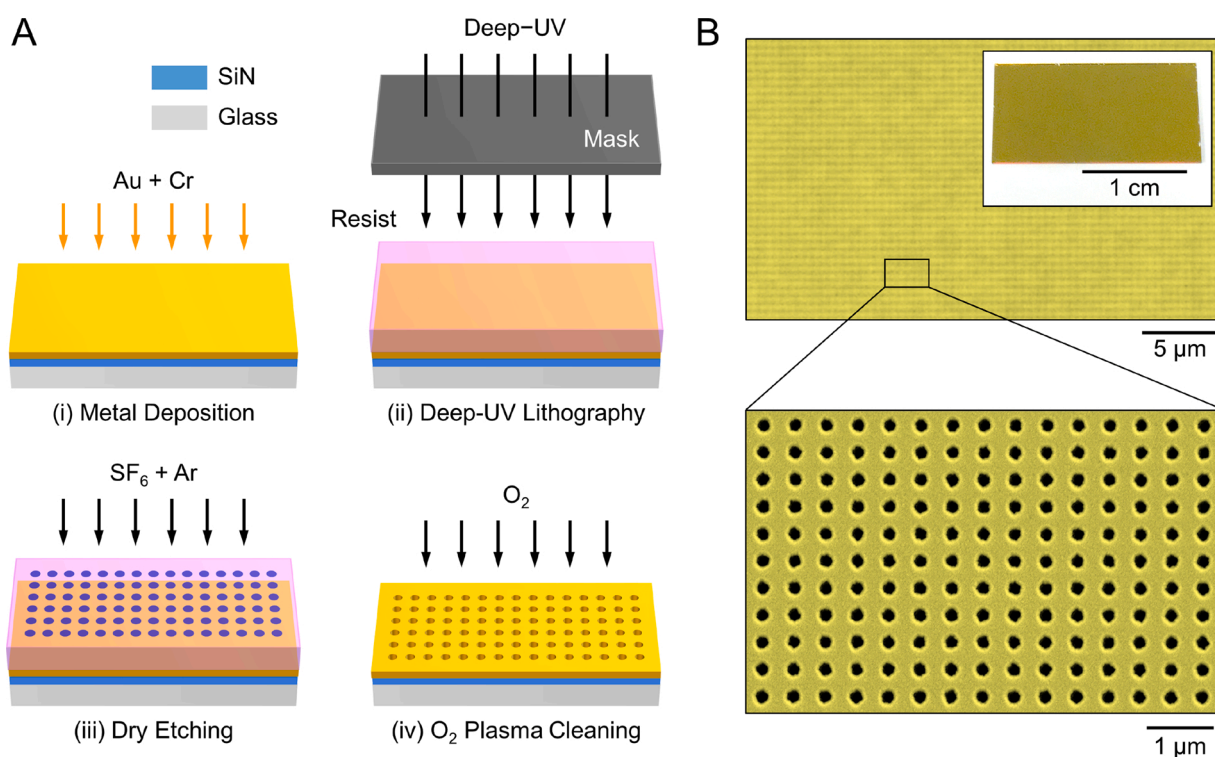 A
SiN
Glass
Au + Cr
(i) Metal Deposition
Deep−UV
Mask
Resist
(ii) Deep-UV Lithography
SF₆ + Ar
(iii) Dry Etching
O₂
(iv) O₂ Plasma Cleaning
B
1 cm
5 μm
1 μm